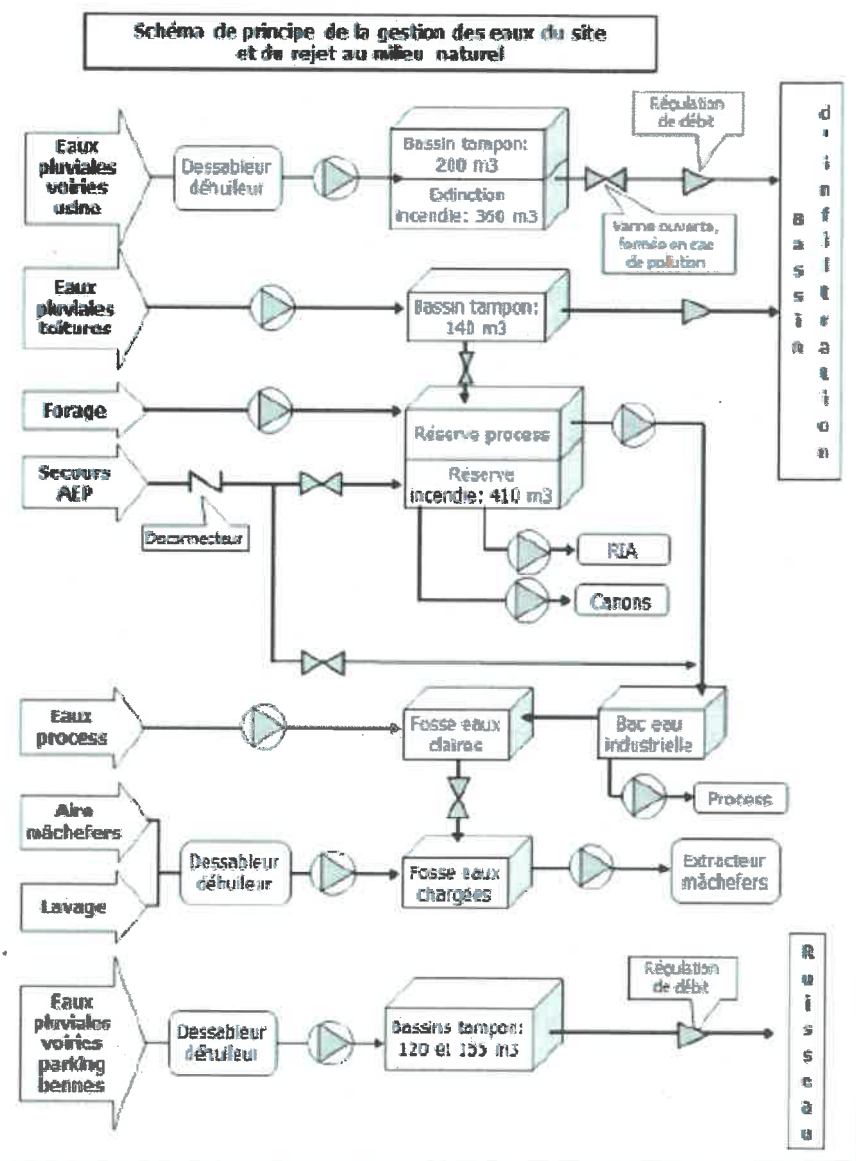 Schéma de principe de la gestion des eaux du site
et du rejet au milieu naturel
Eaux
pluviales
voiries
usine
Dessableur
déhuileur
Bassin tampon:
200 m3
Extinction
incendie: 360 m3
Régulation
de débit
Vanne ouverte,
fermée en cas
de pollution
Bassin
d'infiltration
Eaux
pluviales
toitures
Bassin tampon:
140 m3
Forage
Réserve process
Secours
AEP
Réserve
incendie: 410 m3
Deconnecteur
RIA
Canons
Eaux
process
Fosse eaux
claires
Bac eau
industrielle
Process
Aire
mâchefers
Dessableur
déhuileur
Fosse eaux
chargées
Extracteur
mâchefers
Lavage
Eaux
pluviales
voiries
parking
bennes
Dessableur
déhuileur
Bassins tampon:
120 et 155 m3
Régulation
de débit
Ruisseau